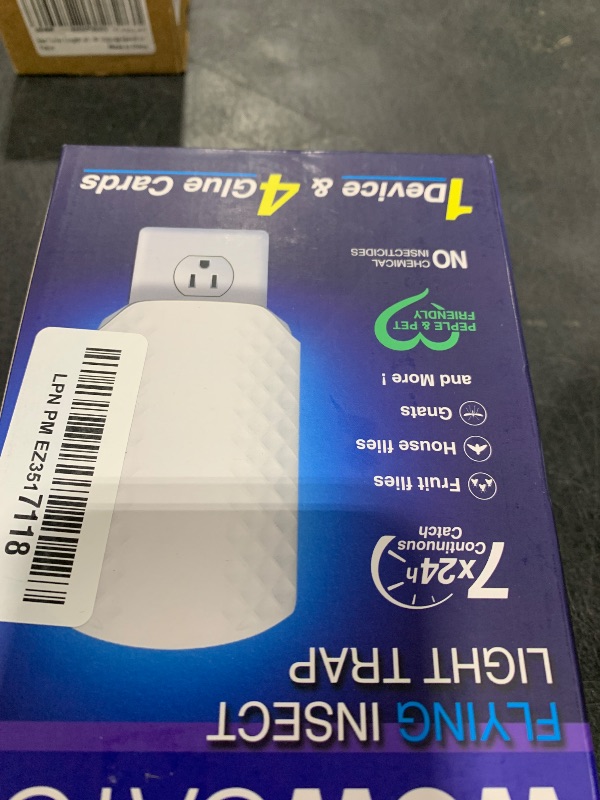 FLYING INSECT
LIGHT TRAP
7x24h
Continuous
Catch
Fruit flies
House flies
Gnats
and More !
PEPLE & PET
FRIENDLY
NO CHEMICAL
INSECTICIDES
1 Device & 4 Glue Cards
LPN PM EZ3517118